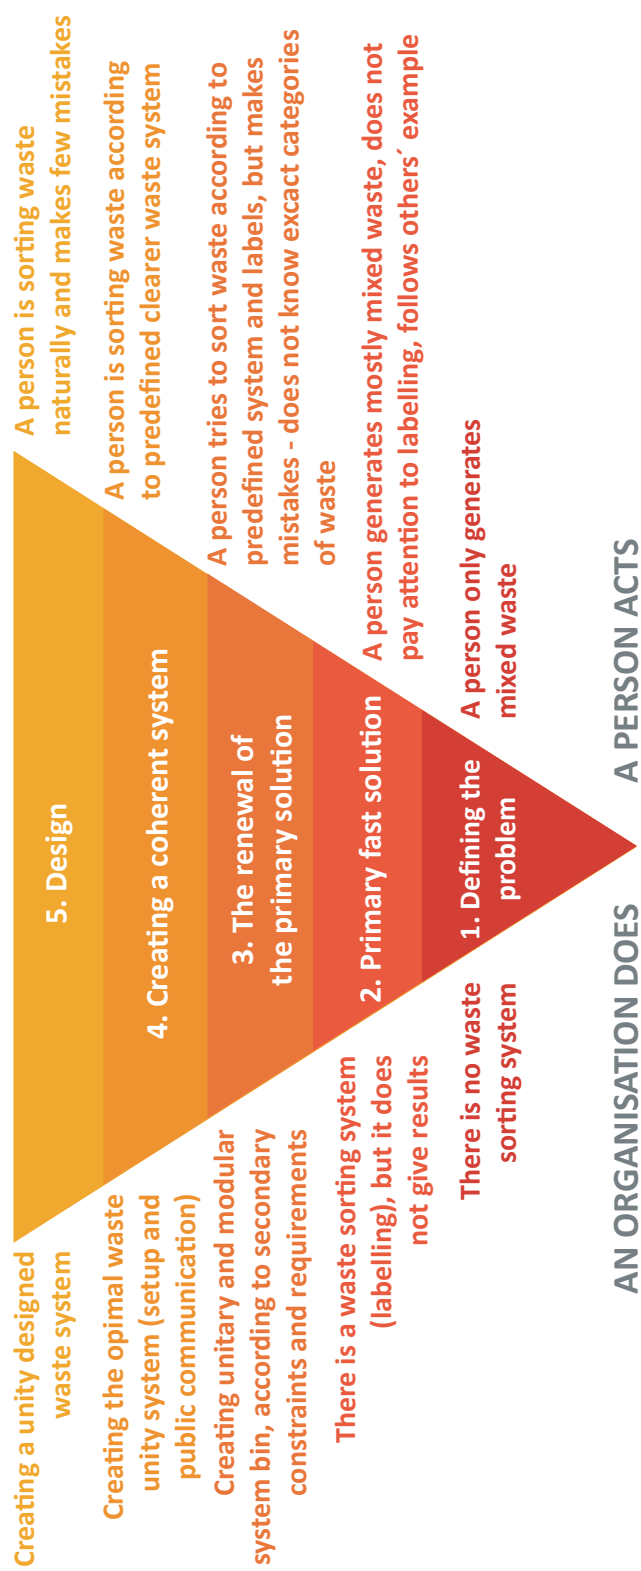 Creating a unity designed
waste system
5. Design
A person is sorting waste
naturally and makes few mistakes
Creating the opimal waste
unity system (setup and
public communication)
4. Creating a coherent system
A person is sorting waste according
to predefined clearer waste system
Creating unitary and modular
system bin, according to secondary
constraints and requirements
3. The renewal of
the primary solution
A person tries to sort waste according to
predefined system and labels, but makes
mistakes - does not know excact categories
of waste
There is a waste sorting system
(labelling), but it does
not give results
2. Primary fast solution
A person generates mostly mixed waste, does not
pay attention to labelling, follows others´ example
There is no waste
sorting system
1. Defining the
problem
A person only generates
mixed waste
AN ORGANISATION DOES
A PERSON ACTS